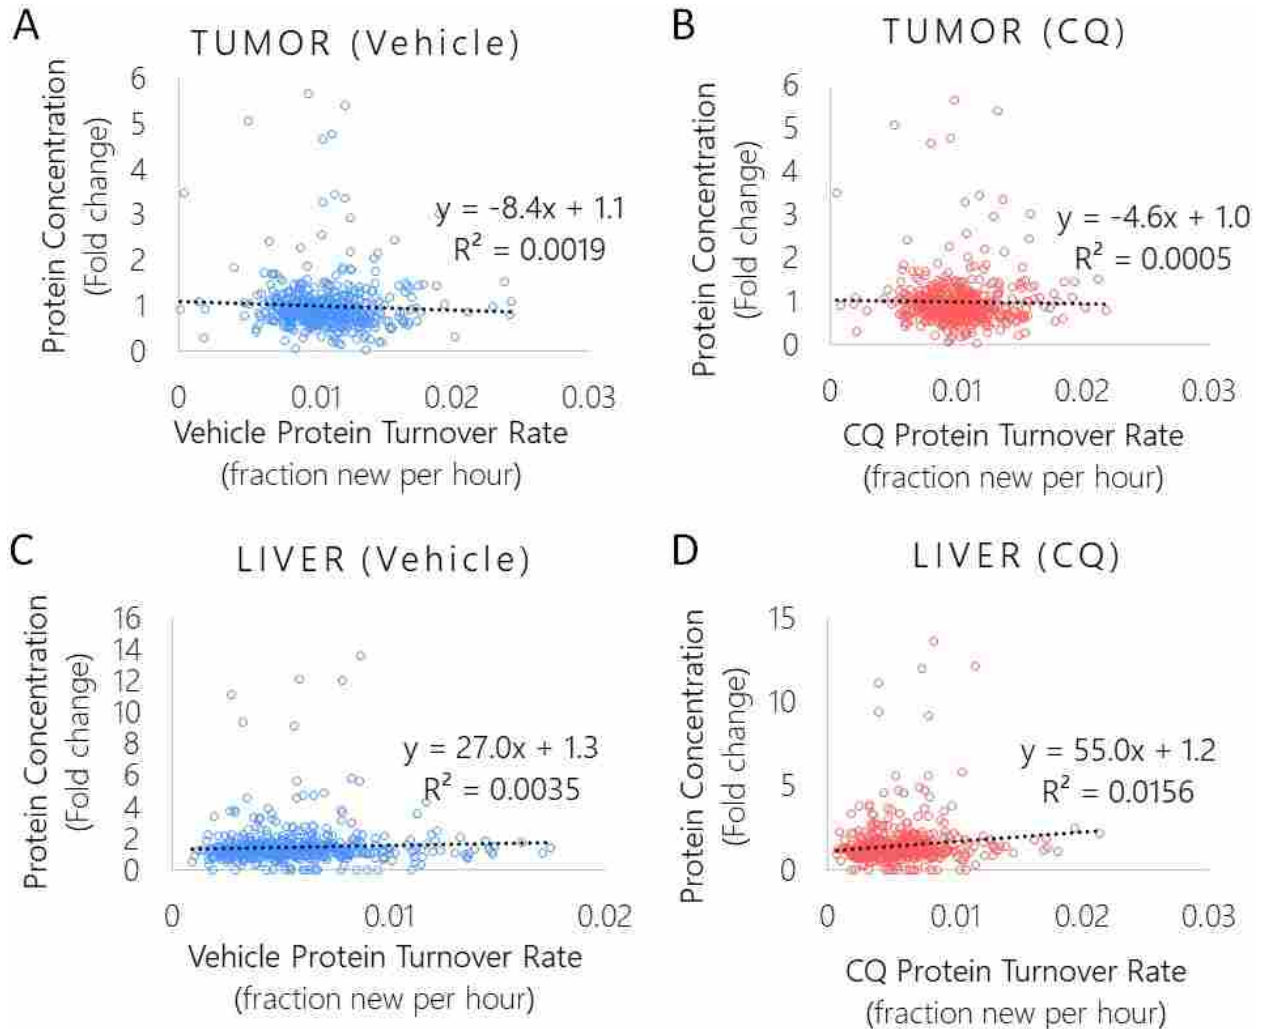 A
TUMOR (Vehicle)
Protein Concentration
(Fold change)
6
5
4
3
2
1
0
y = -8.4x + 1.1
R² = 0.0019
0 0.01 0.02 0.03
Vehicle Protein Turnover Rate
(fraction new per hour)
B
TUMOR (CQ)
Protein Concentration
(Fold change)
6
5
4
3
2
1
0
y = -4.6x + 1.0
R² = 0.0005
0 0.01 0.02 0.03
CQ Protein Turnover Rate
(fraction new per hour)
C
LIVER (Vehicle)
Protein Concentration
(Fold change)
16
14
12
10
8
6
4
2
0
y = 27.0x + 1.3
R² = 0.0035
0 0.01 0.02
Vehicle Protein Turnover Rate
(fraction new per hour)
D
LIVER (CQ)
Protein Concentration
(Fold change)
15
10
5
0
y = 55.0x + 1.2
R² = 0.0156
0 0.01 0.02 0.03
CQ Protein Turnover Rate
(fraction new per hour)